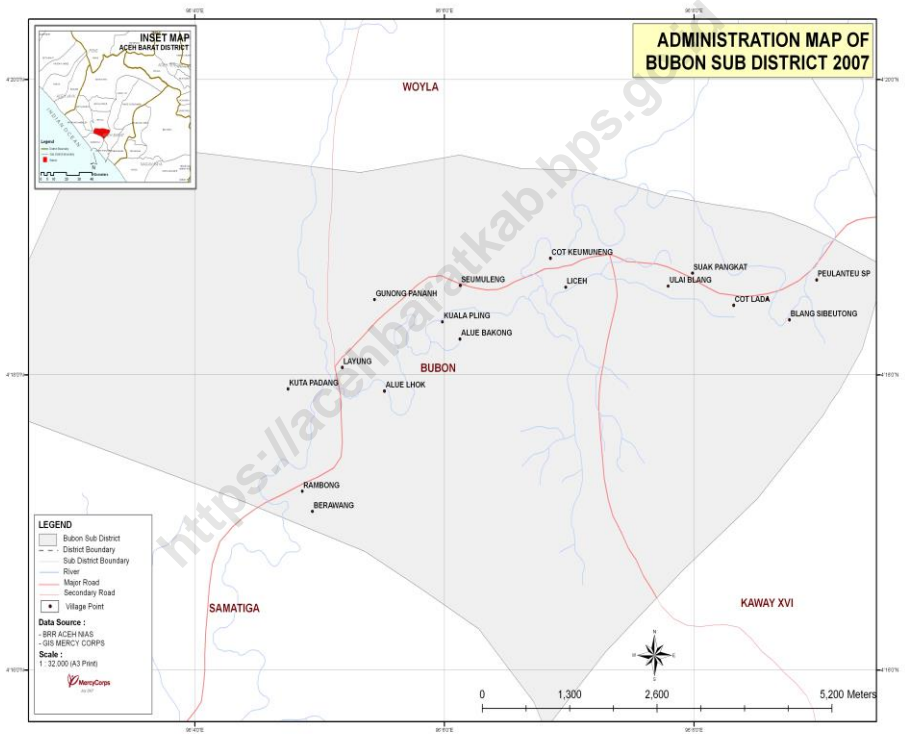 INSET MAP
ACEH BARAT DISTRICT
INDIAN OCEAN
Legend
ADMINISTRATION MAP OF
BUBON SUB DISTRICT 2007
WOYLA
COT KEUMUNENG
SUAK PANGKAT
PEULANTEU SP
SEUMULENG
LICEH
ULAI BLANG
GUNONG PANANH
COT LADA
KUALA PLING
BLANG SIBEUTONG
ALUE BAKONG
LAYUNG
BUBON
KUTA PADANG
ALUE LHOK
RAMBONG
BERAWANG
SAMATIGA
KAWAY XVI
https://acehbaratkab.bps.go.id
LEGEND
Bubon Sub District
District Boundary
Sub District Boundary
River
Major Road
Secondary Road
Village Point
Data Source :
- BRR ACEH NIAS
- GIS MERCY CORPS
Scale :
1 : 32.000 (A3 Print)
MercyCorps
N
E
S
W
0 1,300 2,600 5,200 Meters